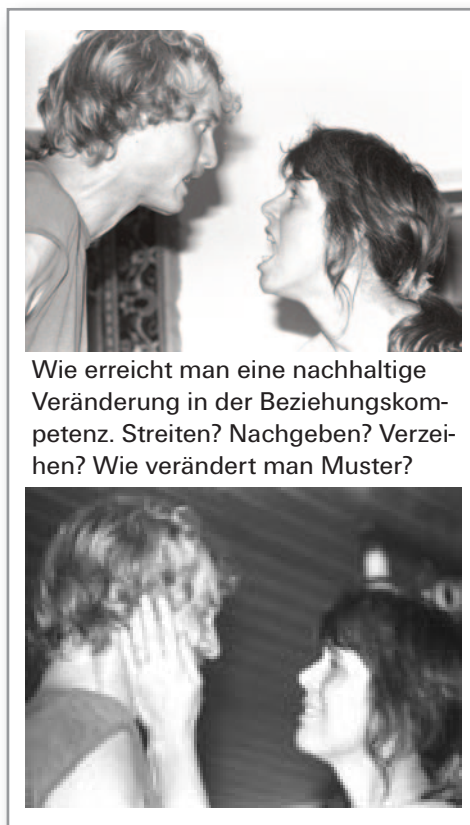 Wie erreicht man eine nachhaltige
Veränderung in der Beziehungskom-
petenz. Streiten? Nachgeben? Verzei-
hen? Wie verändert man Muster?